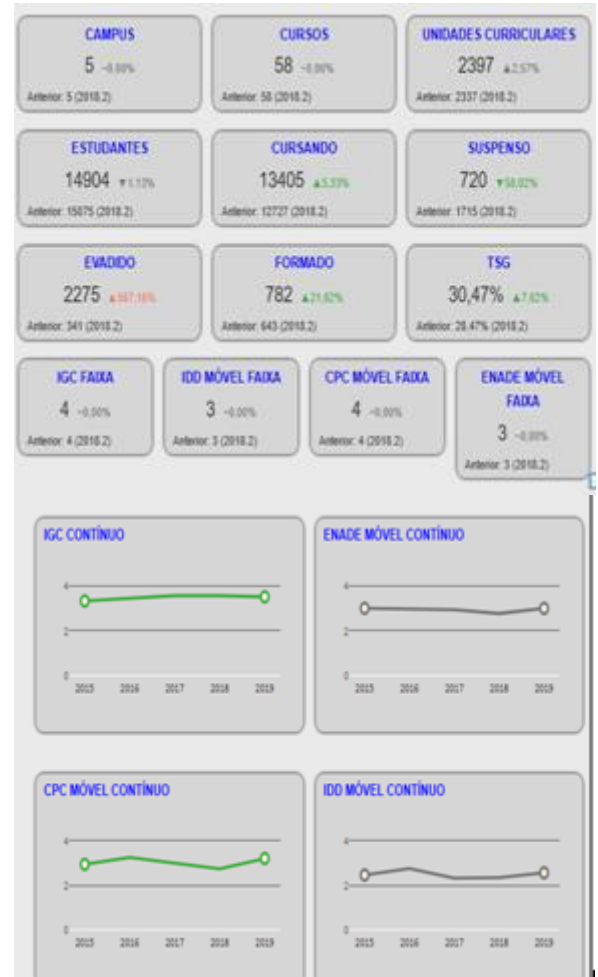 CAMPUS
5 -0,00%
Anterior: 5 (2018.2)
CURSOS
58 -0,00%
Anterior: 58 (2018.2)
UNIDADES CURRICULARES
2397 ▲2,57%
Anterior: 2337 (2018.2)
ESTUDANTES
14904 ▼1,13%
Anterior: 15075 (2018.2)
CURSANDO
13405 ▲5,33%
Anterior: 12727 (2018.2)
SUSPENSO
720 ▼58,02%
Anterior: 1715 (2018.2)
EVADIDO
2275 ▲567,16%
Anterior: 341 (2018.2)
FORMADO
782 ▲21,62%
Anterior: 643 (2018.2)
TSG
30,47% ▲7,02%
Anterior: 28.47% (2018.2)
IGC FAIXA
4 -0,00%
Anterior: 4 (2018.2)
IDD MÓVEL FAIXA
3 -0,00%
Anterior: 3 (2018.2)
CPC MÓVEL FAIXA
4 -0,00%
Anterior: 4 (2018.2)
ENADE MÓVEL
FAIXA
3 -0,00%
Anterior: 3 (2018.2)
IGC CONTÍNUO
4
2
0
2015 2016 2017 2018 2019
ENADE MÓVEL CONTÍNUO
4
2
0
2015 2016 2017 2018 2019
CPC MÓVEL CONTÍNUO
4
2
0
2015 2016 2017 2018 2019
IDD MÓVEL CONTÍNUO
4
2
0
2015 2016 2017 2018 2019